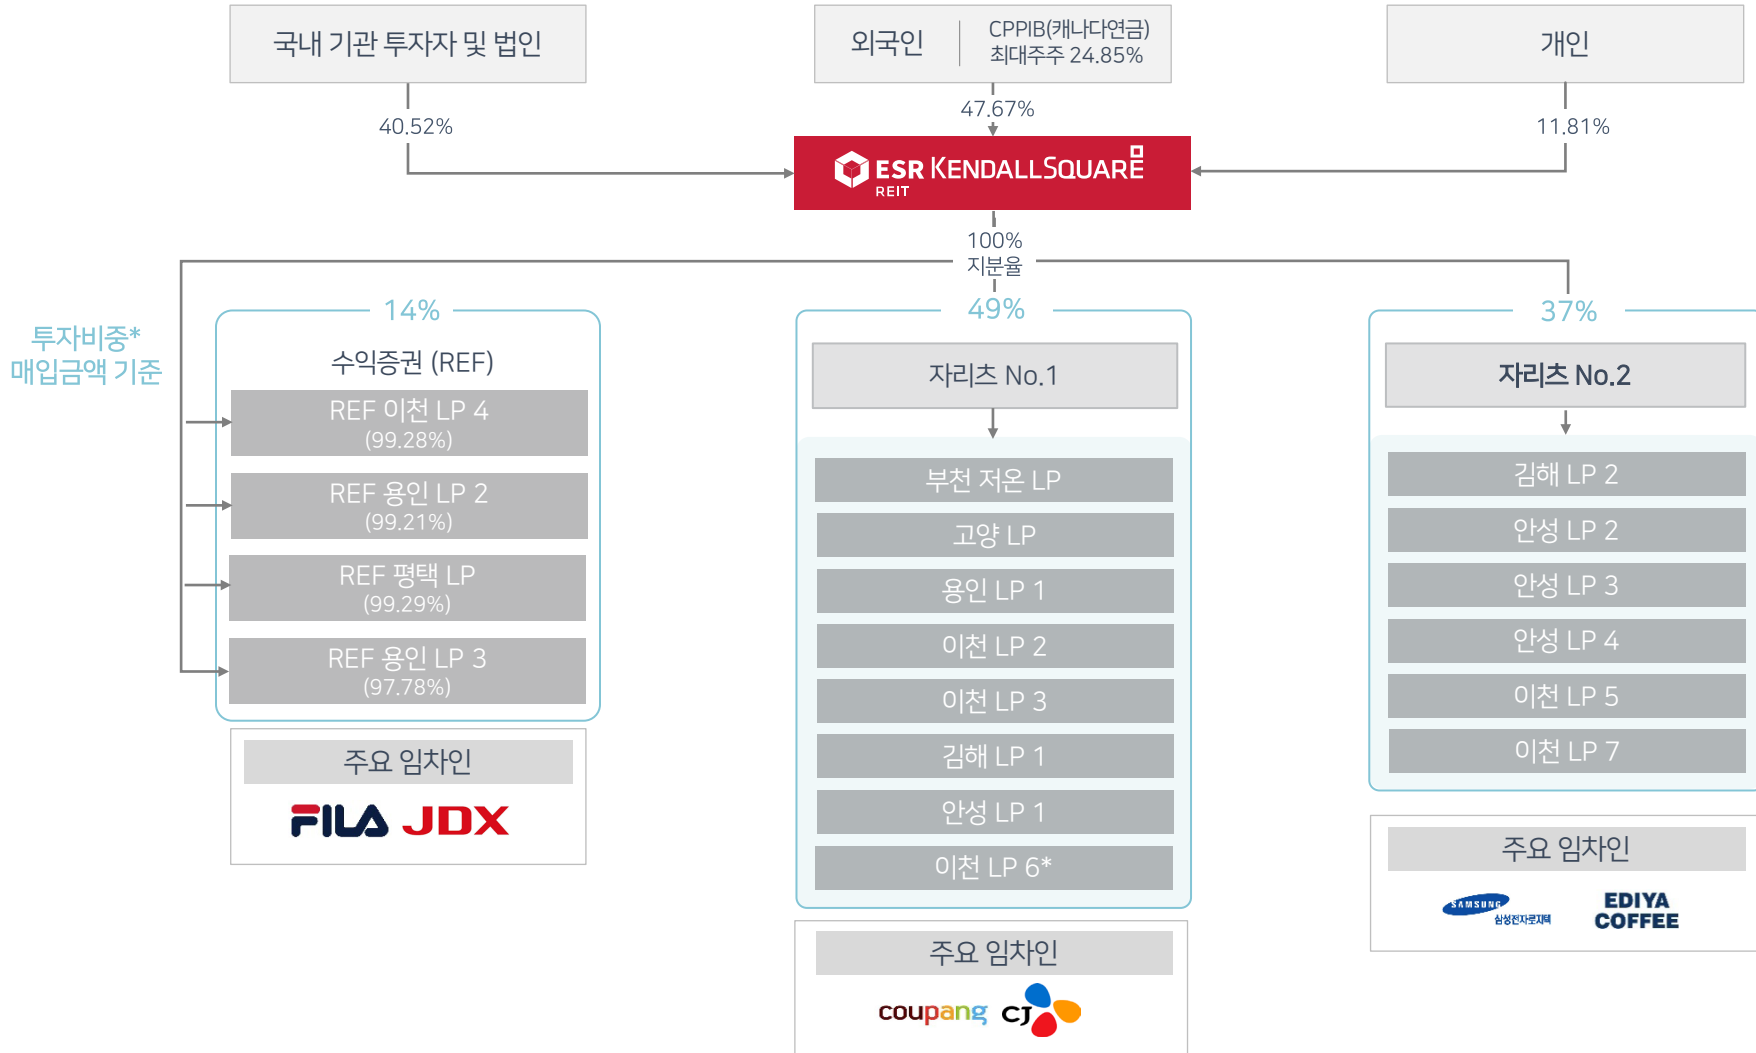 국내 기관 투자자 및 법인
외국인
CPPIB(캐나다연금)
최대주주 24.85%
개인
40.52%
47.67%
11.81%
ESR KENDALLSQUARE
REIT
100%
지분율
투자비중*
매입금액 기준
14%
수익증권 (REF)
REF 이천 LP 4
(99.28%)
REF 용인 LP 2
(99.21%)
REF 평택 LP
(99.29%)
REF 용인 LP 3
(97.78%)
주요 임차인
FILA JDX
49%
자리츠 No.1
부천 저온 LP
고양 LP
용인 LP 1
이천 LP 2
이천 LP 3
김해 LP 1
안성 LP 1
이천 LP 6*
주요 임차인
coupang CJ
37%
자리츠 No.2
김해 LP 2
안성 LP 2
안성 LP 3
안성 LP 4
이천 LP 5
이천 LP 7
주요 임차인
SAMSUNG
삼성전자로지텍
EDIYA
COFFEE